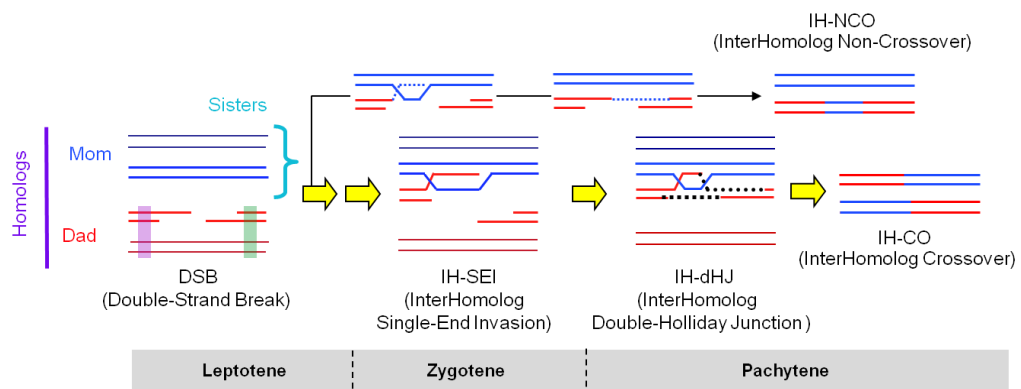 IH-NCO
(InterHomolog Non-Crossover)
Sisters
Homologs
Mom
Dad
DSB
(Double-Strand Break)
IH-SEI
(InterHomolog
Single-End Invasion)
IH-dHJ
(InterHomolog
Double-Holliday Junction )
IH-CO
(InterHomolog Crossover)
Leptotene
Zygotene
Pachytene